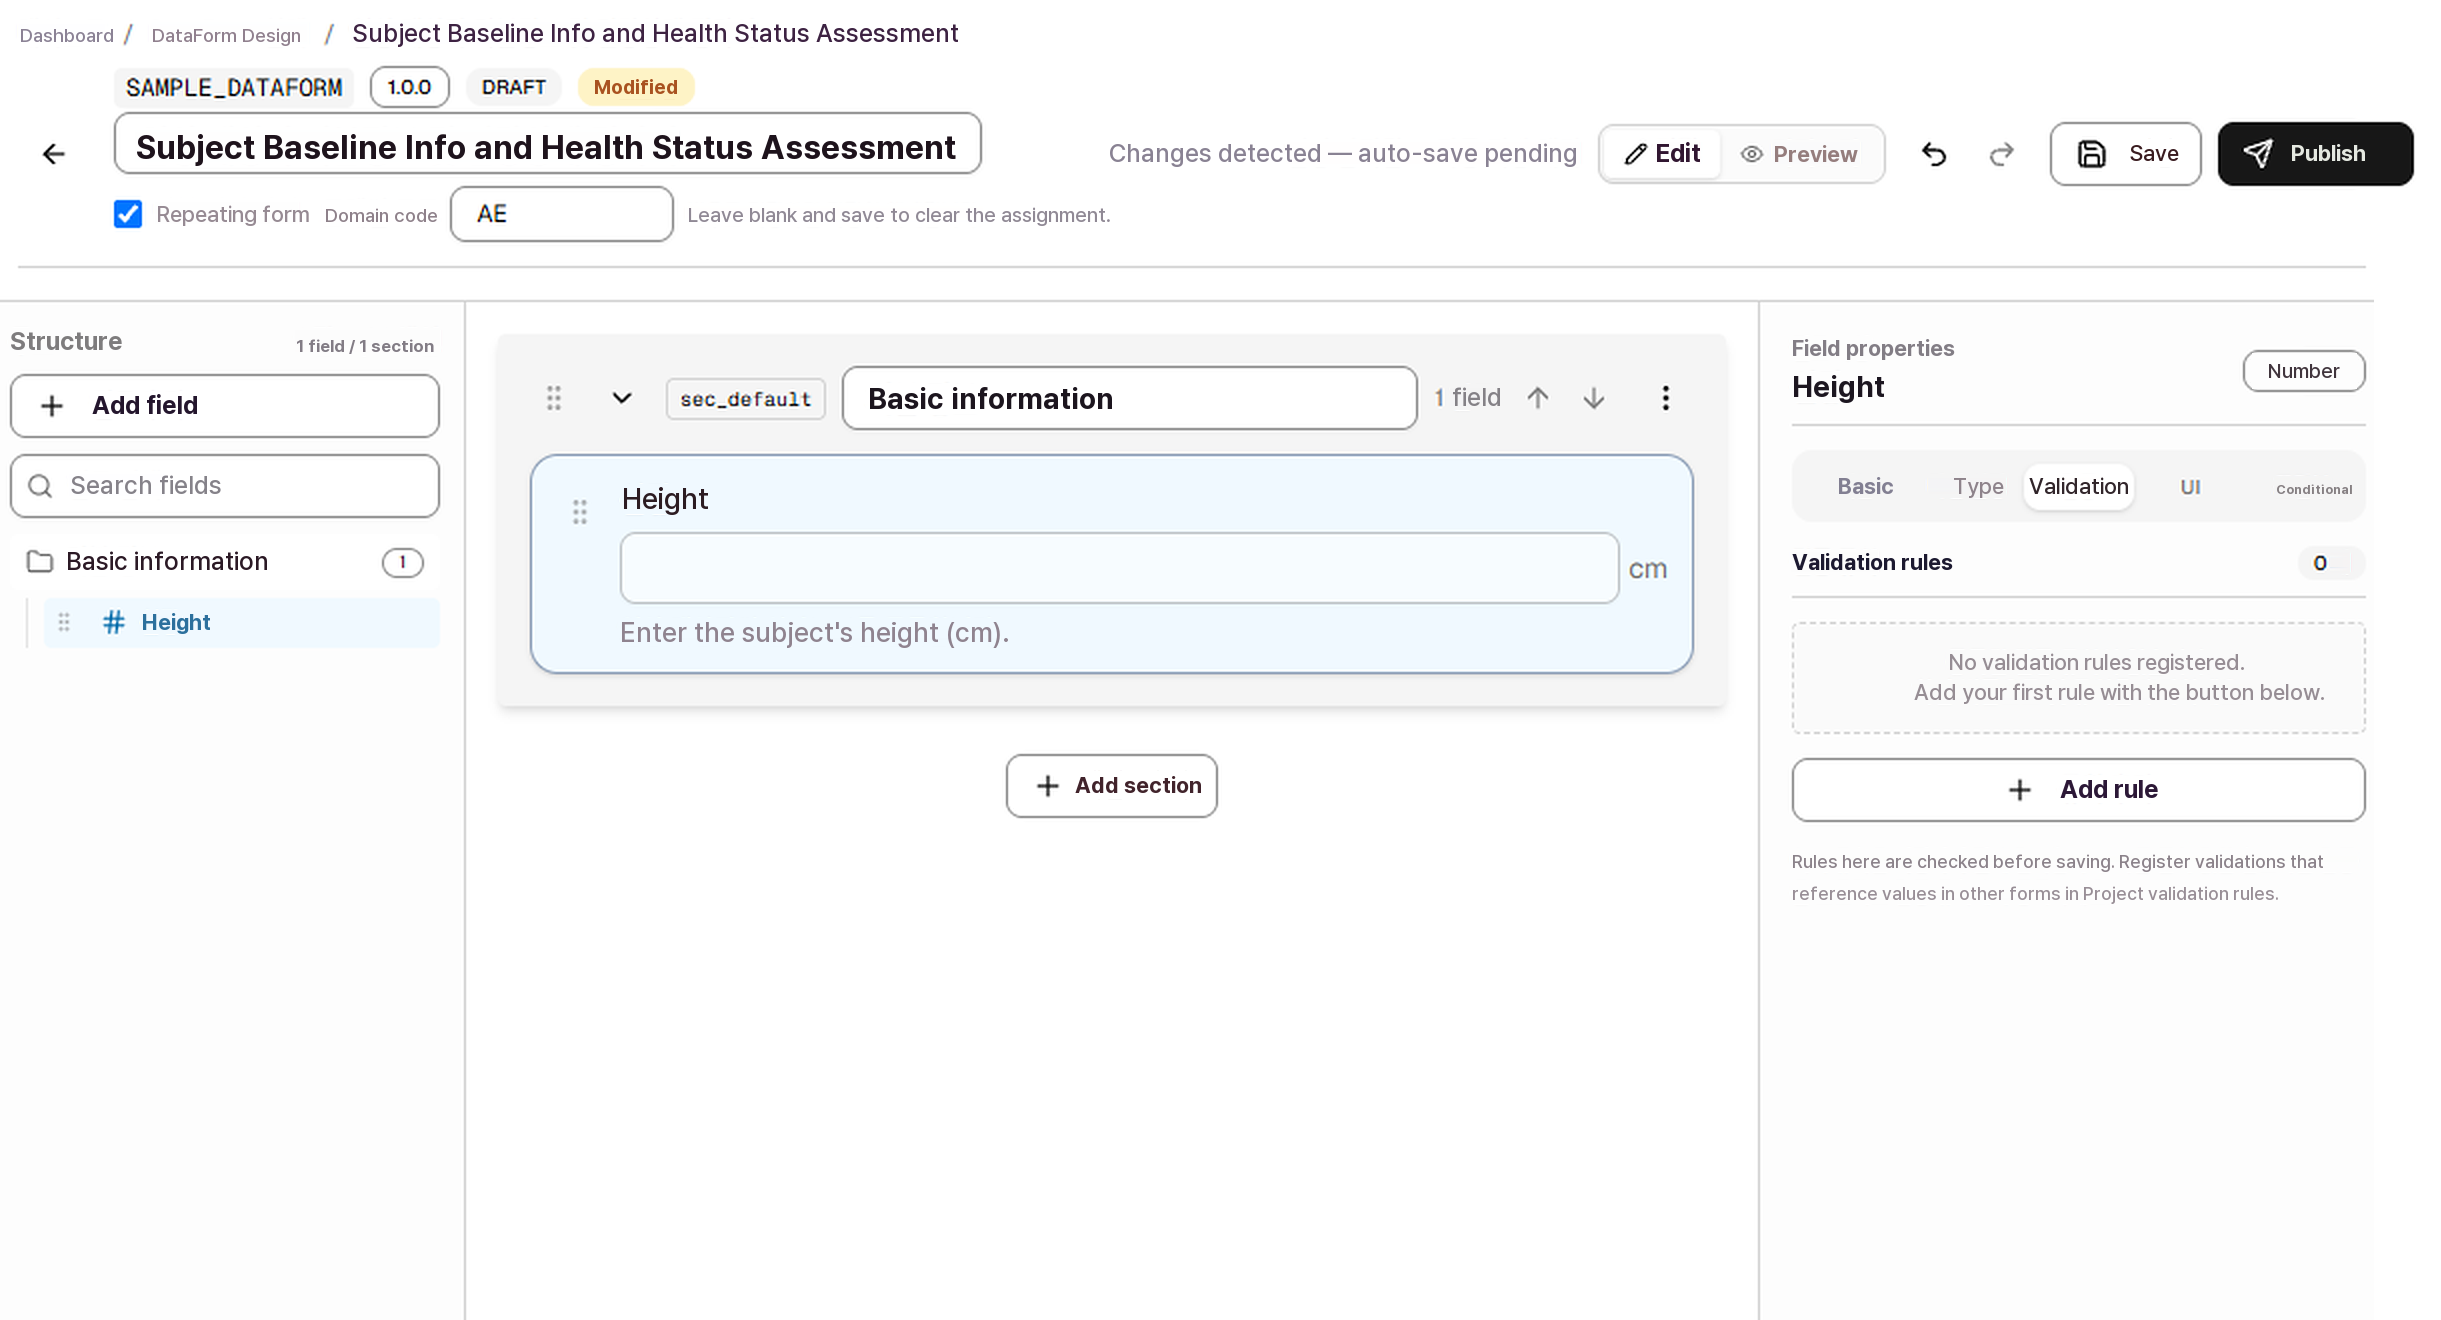 Dashboard / DataForm Design / Subject Baseline Info and Health Status Assessment
SAMPLE_DATAFORM 1.0.0 DRAFT Modified
Subject Baseline Info and Health Status Assessment
Changes detected — auto-save pending Edit Preview Save Publish
Repeating form Domain code AE Leave blank and save to clear the assignment.
Structure 1 field / 1 section
Add field
Search fields
Basic information 1
Height
sec_default Basic information 1 field
Height
cm
Enter the subject's height (cm).
Add section
Field properties
Height Number
Basic Type Validation UI Conditional
Validation rules 0
No validation rules registered.
Add your first rule with the button below.
Add rule
Rules here are checked before saving. Register validations that
reference values in other forms in Project validation rules.